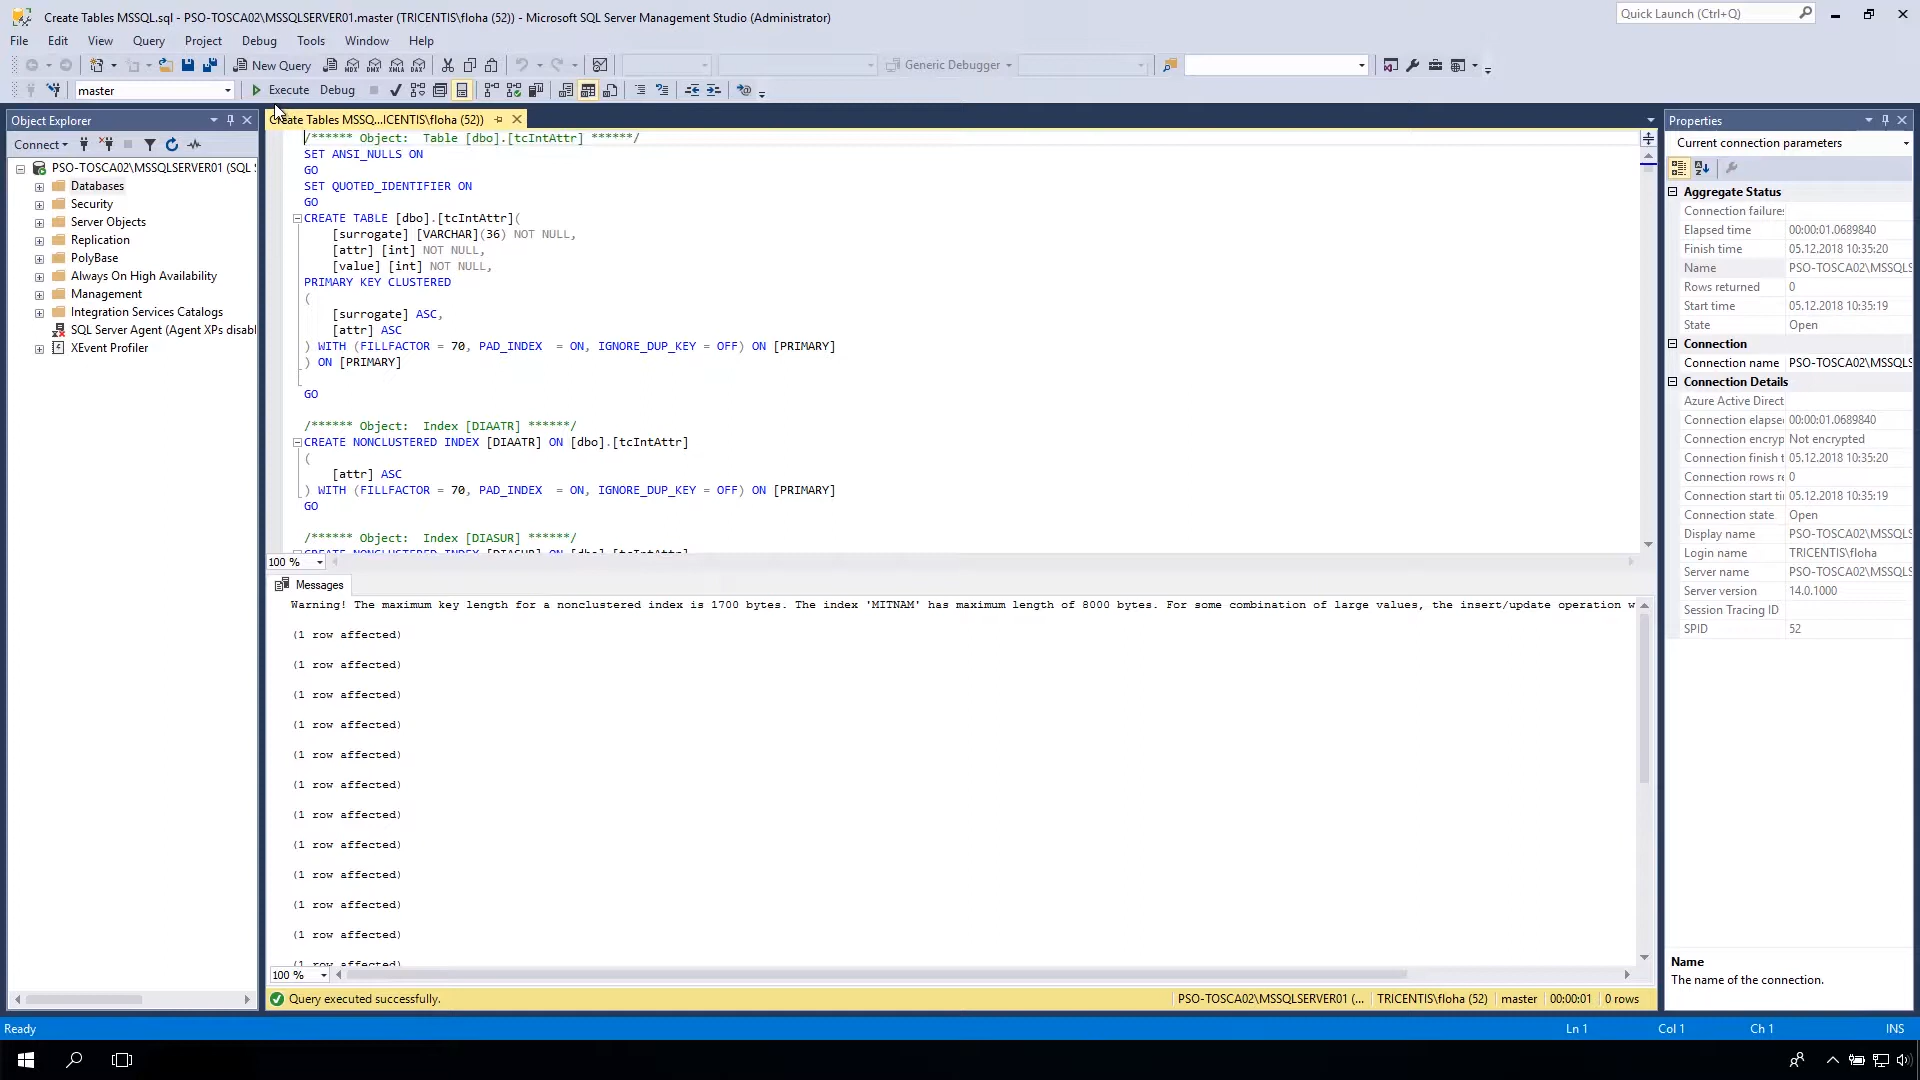 Create Tables MSSQL.sql - PSO-TOSCA02\MSSQLSERVER01.master (TRICENTIS\floha (52)) - Microsoft SQL Server Management Studio (Administrator)
Quick Launch (Ctrl+Q)
File Edit View Query Project Debug Tools Window Help
New Query
Generic Debugger
master
Execute
Debug
Object Explorer
Connect
PSO-TOSCA02\MSSQLSERVER01 (SQL S
Databases
Security
Server Objects
Replication
PolyBase
Always On High Availability
Management
Integration Services Catalogs
SQL Server Agent (Agent XPs disabl
XEvent Profiler
Create Tables MSSQ...ICENTIS\floha (52))
/****** Object:  Table [dbo].[tcIntAttr] ******/
SET ANSI_NULLS ON
GO
SET QUOTED_IDENTIFIER ON
GO
CREATE TABLE [dbo].[tcIntAttr](
[surrogate] [VARCHAR](36) NOT NULL,
[attr] [int] NOT NULL,
[value] [int] NOT NULL,
PRIMARY KEY CLUSTERED
(
[surrogate] ASC,
[attr] ASC
) WITH (FILLFACTOR = 70, PAD_INDEX  = ON, IGNORE_DUP_KEY = OFF) ON [PRIMARY]
) ON [PRIMARY]
GO
/****** Object:  Index [DIAATR] ******/
CREATE NONCLUSTERED INDEX [DIAATR] ON [dbo].[tcIntAttr]
(
[attr] ASC
) WITH (FILLFACTOR = 70, PAD_INDEX  = ON, IGNORE_DUP_KEY = OFF) ON [PRIMARY]
GO
/****** Object:  Index [DIASUR] ******/
CREATE NONCLUSTERED INDEX [DIASUR] ON [dbo].[tcIntAttr]
100 %
Messages
Warning! The maximum key length for a nonclustered index is 1700 bytes. The index 'MITNAM' has maximum length of 8000 bytes. For some combination of large values, the insert/update operation w
(1 row affected)
(1 row affected)
(1 row affected)
(1 row affected)
(1 row affected)
(1 row affected)
(1 row affected)
(1 row affected)
(1 row affected)
(1 row affected)
(1 row affected)
(1 row affected)
100 %
Query executed successfully.
PSO-TOSCA02\MSSQLSERVER01 (... TRICENTIS\floha (52) master 00:00:01 0 rows
Properties
Current connection parameters
Aggregate Status
Connection failures
Elapsed time 00:00:01.0689840
Finish time 05.12.2018 10:35:20
Name PSO-TOSCA02\MSSQLS
Rows returned 0
Start time 05.12.2018 10:35:19
State Open
Connection
Connection name PSO-TOSCA02\MSSQLS
Connection Details
Azure Active Direct
Connection elapse 00:00:01.0689840
Connection encryp Not encrypted
Connection finish t 05.12.2018 10:35:20
Connection rows re 0
Connection start ti 05.12.2018 10:35:19
Connection state Open
Display name PSO-TOSCA02\MSSQLS
Login name TRICENTIS\floha
Server name PSO-TOSCA02\MSSQLS
Server version 14.0.1000
Session Tracing ID
SPID 52
Name
The name of the connection.
Ready
Ln 1 Col 1 Ch 1 INS